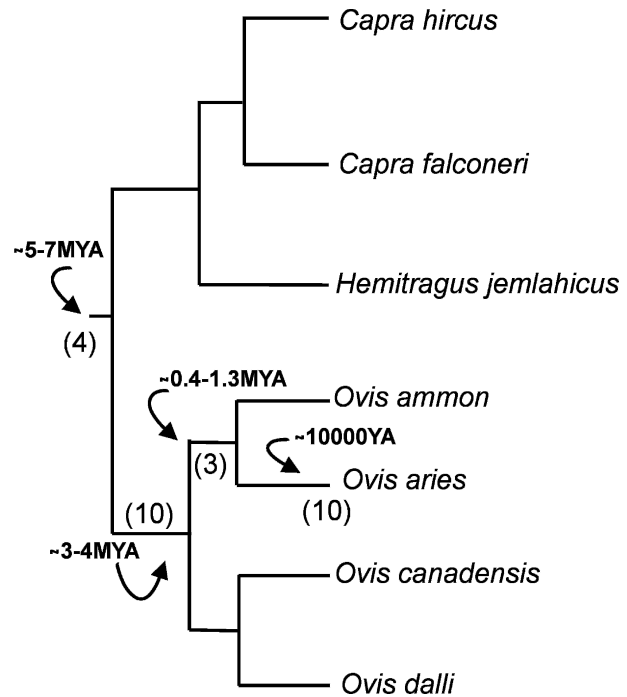 Capra hircus
Capra falconeri
~5-7MYA
Hemitragus jemlahicus
(4)
~0.4-1.3MYA
Ovis ammon
~10000YA
(3)
Ovis aries
(10)
(10)
~3-4MYA
Ovis canadensis
Ovis dalli